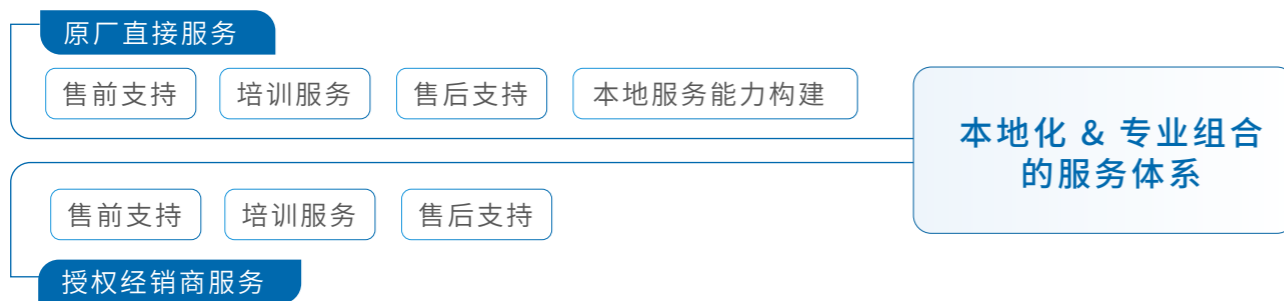 原厂直接服务
售前支持 培训服务 售后支持 本地服务能力构建
本地化 & 专业组合
的服务体系
售前支持 培训服务 售后支持
授权经销商服务